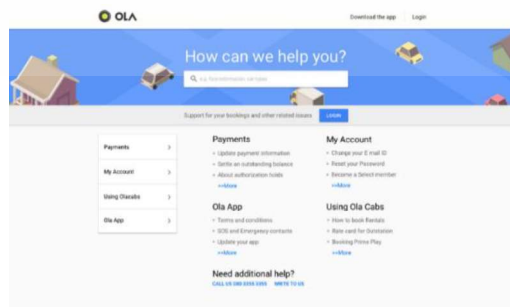 OLA
Download the app Login
How can we help you?
Support for your bookings and other related issues LOGIN
Payments
My Account
Using Olacabs
Ola App
Payments
Update payment information
Settle an outstanding balance
About authorization holds
>>More
My Account
Change your E mail ID
Reset your Password
Become a Select member
>>More
Ola App
Terms and conditions
SOS and Emergency contacts
Update your app
>>More
Using Ola Cabs
How to book Rentals
Rate card for Outstation
Booking Prime Play
>>More
Need additional help?
CALL US WRITE TO US